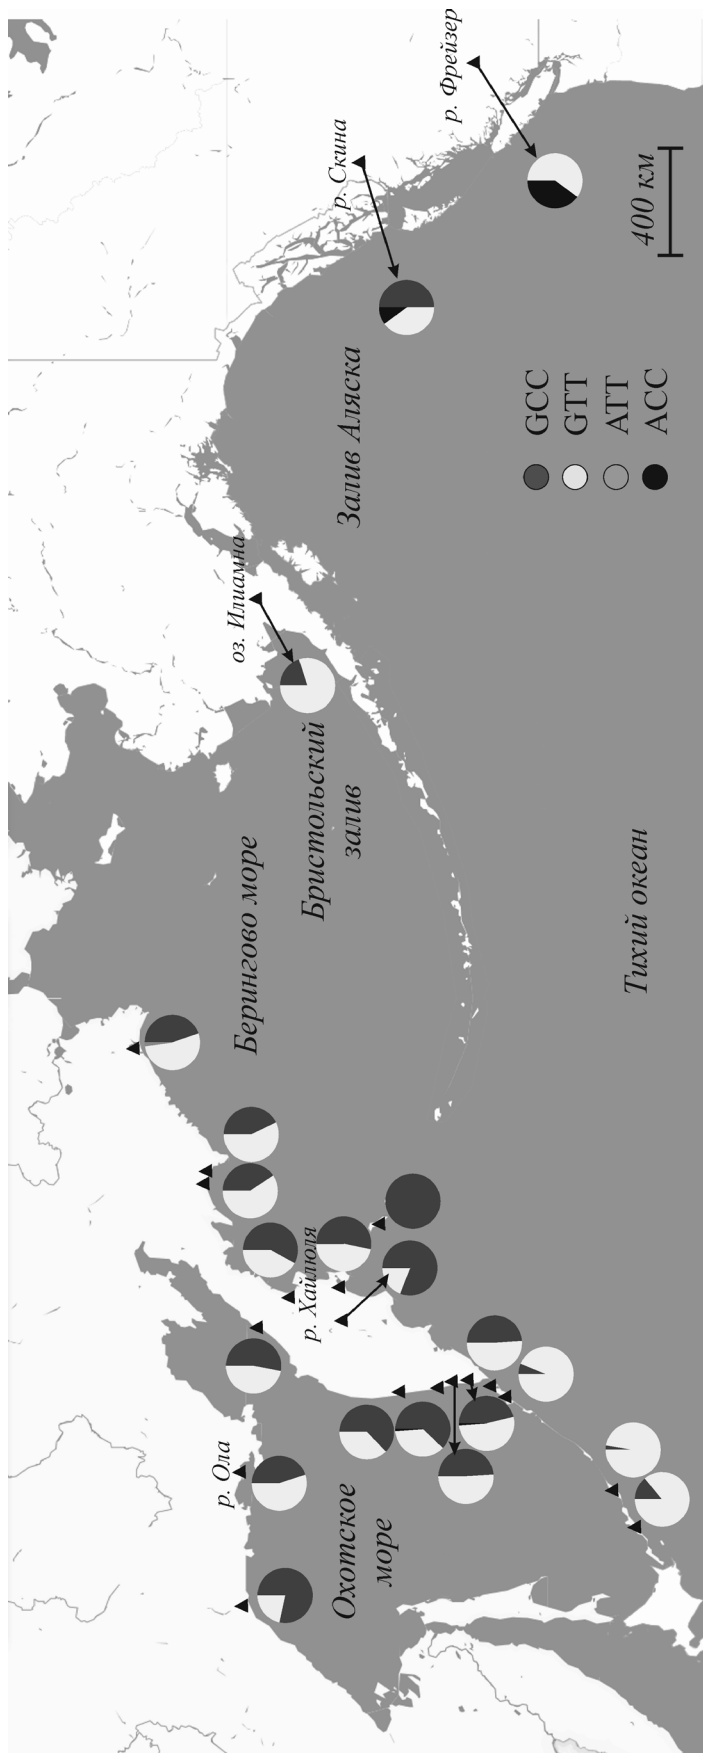 р. Ола
Охотское
море
р. Хайлюля
Берингово море
Бристольский
залив
оз. Илиамна
Залив Аляска
р. Скина
р. Фрейзер
Тихий океан
GCC
GTT
ATT
ACC
400 км